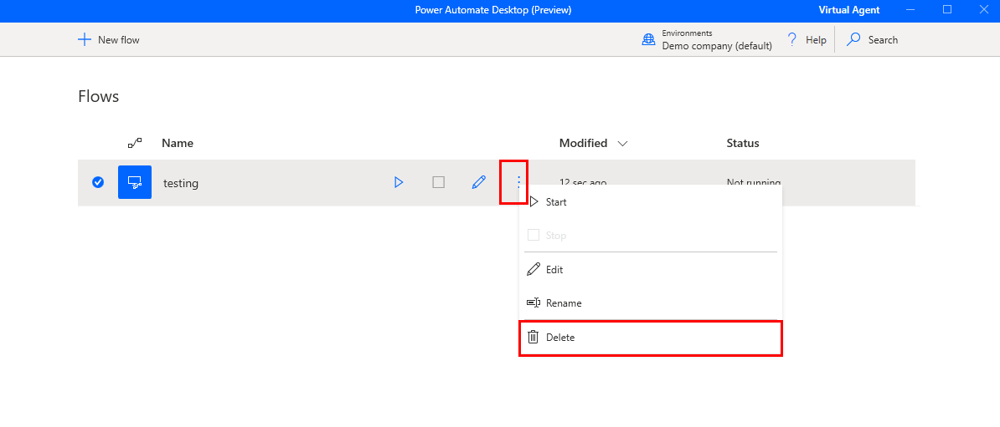 Power Automate Desktop (Preview)
Virtual Agent
New flow
Environments
Demo company (default)
? Help
Search
Flows
Name
Modified
Status
testing
12 sec ago
Not running
Start
Stop
Edit
Rename
Delete